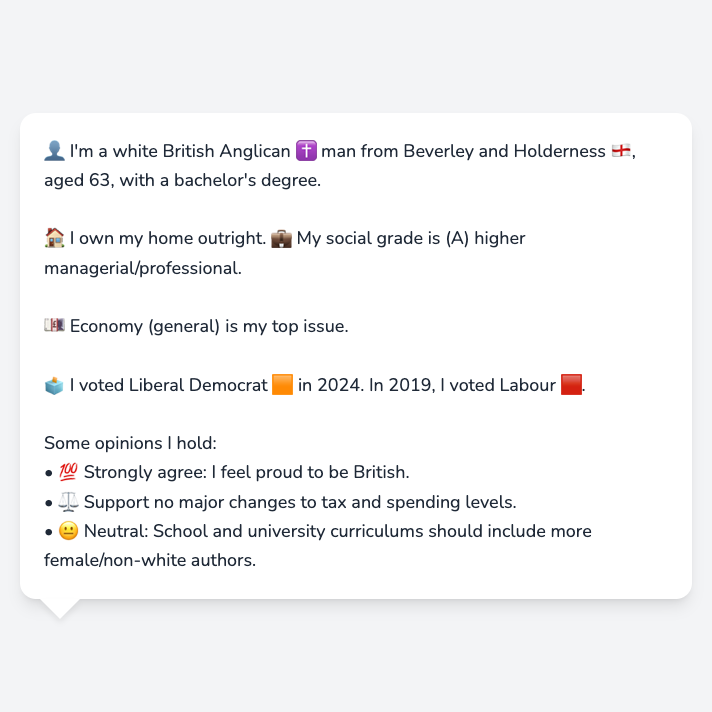 👤 I'm a white British Anglican ✝️ man from Beverley and Holderness 🏴󠁧󠁢󠁥󠁮󠁧󠁿,
aged 63, with a bachelor's degree.
🏠 I own my home outright. 💼 My social grade is (A) higher
managerial/professional.
💷 Economy (general) is my top issue.
🗳️ I voted Liberal Democrat 🟧 in 2024. In 2019, I voted Labour 🟥.
Some opinions I hold:
• 💯 Strongly agree: I feel proud to be British.
• ⚖️ Support no major changes to tax and spending levels.
• 😐 Neutral: School and university curriculums should include more
female/non-white authors.